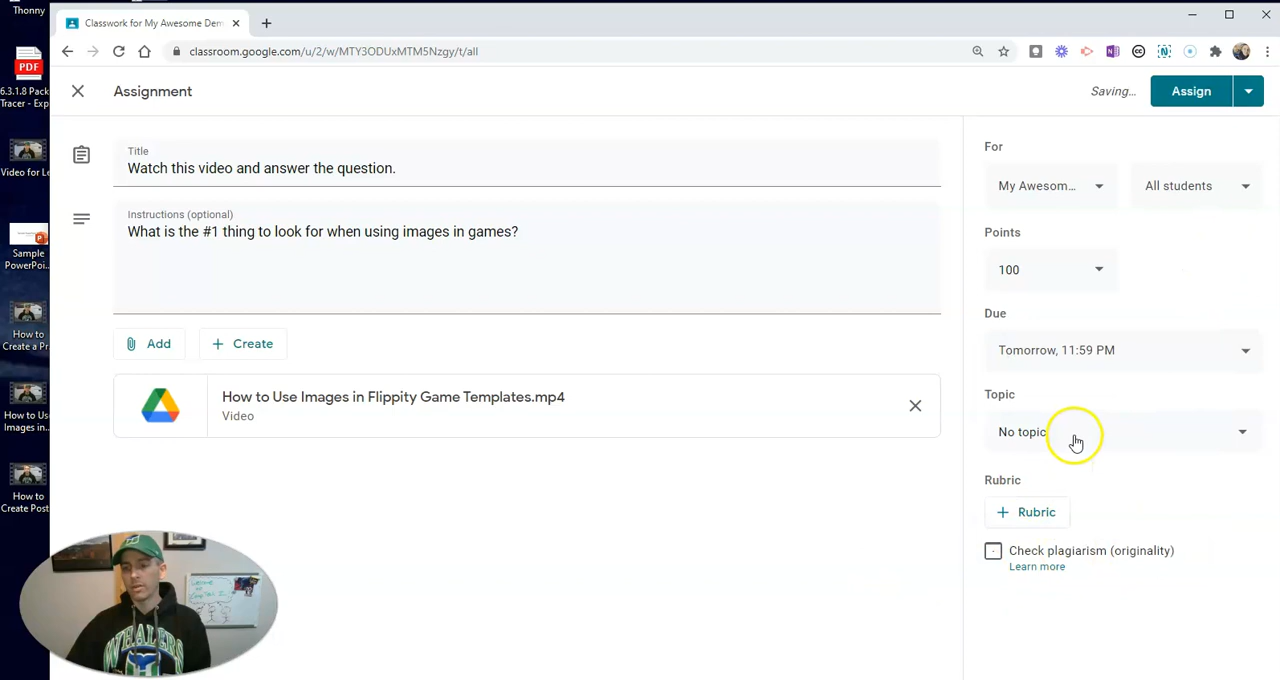 Thonny
Classwork for My Awesome Dem
classroom.google.com/u/2/w/MTY3ODUxMTM5Nzgy/t/all
PDF
6.3.1.8 Pack
Tracer - Exp
Video for Le
Sample
PowerPoi...
How to
Create a Pr
How to Use
Images in...
How to
Create Post
Assignment
Saving...
Assign
Title
Watch this video and answer the question.
Instructions (optional)
What is the #1 thing to look for when using images in games?
Add
Create
How to Use Images in Flippity Game Templates.mp4
Video
For
My Awesom...
All students
Points
100
Due
Tomorrow, 11:59 PM
Topic
No topic
Rubric
Rubric
Check plagiarism (originality)
Learn more
WHALERS